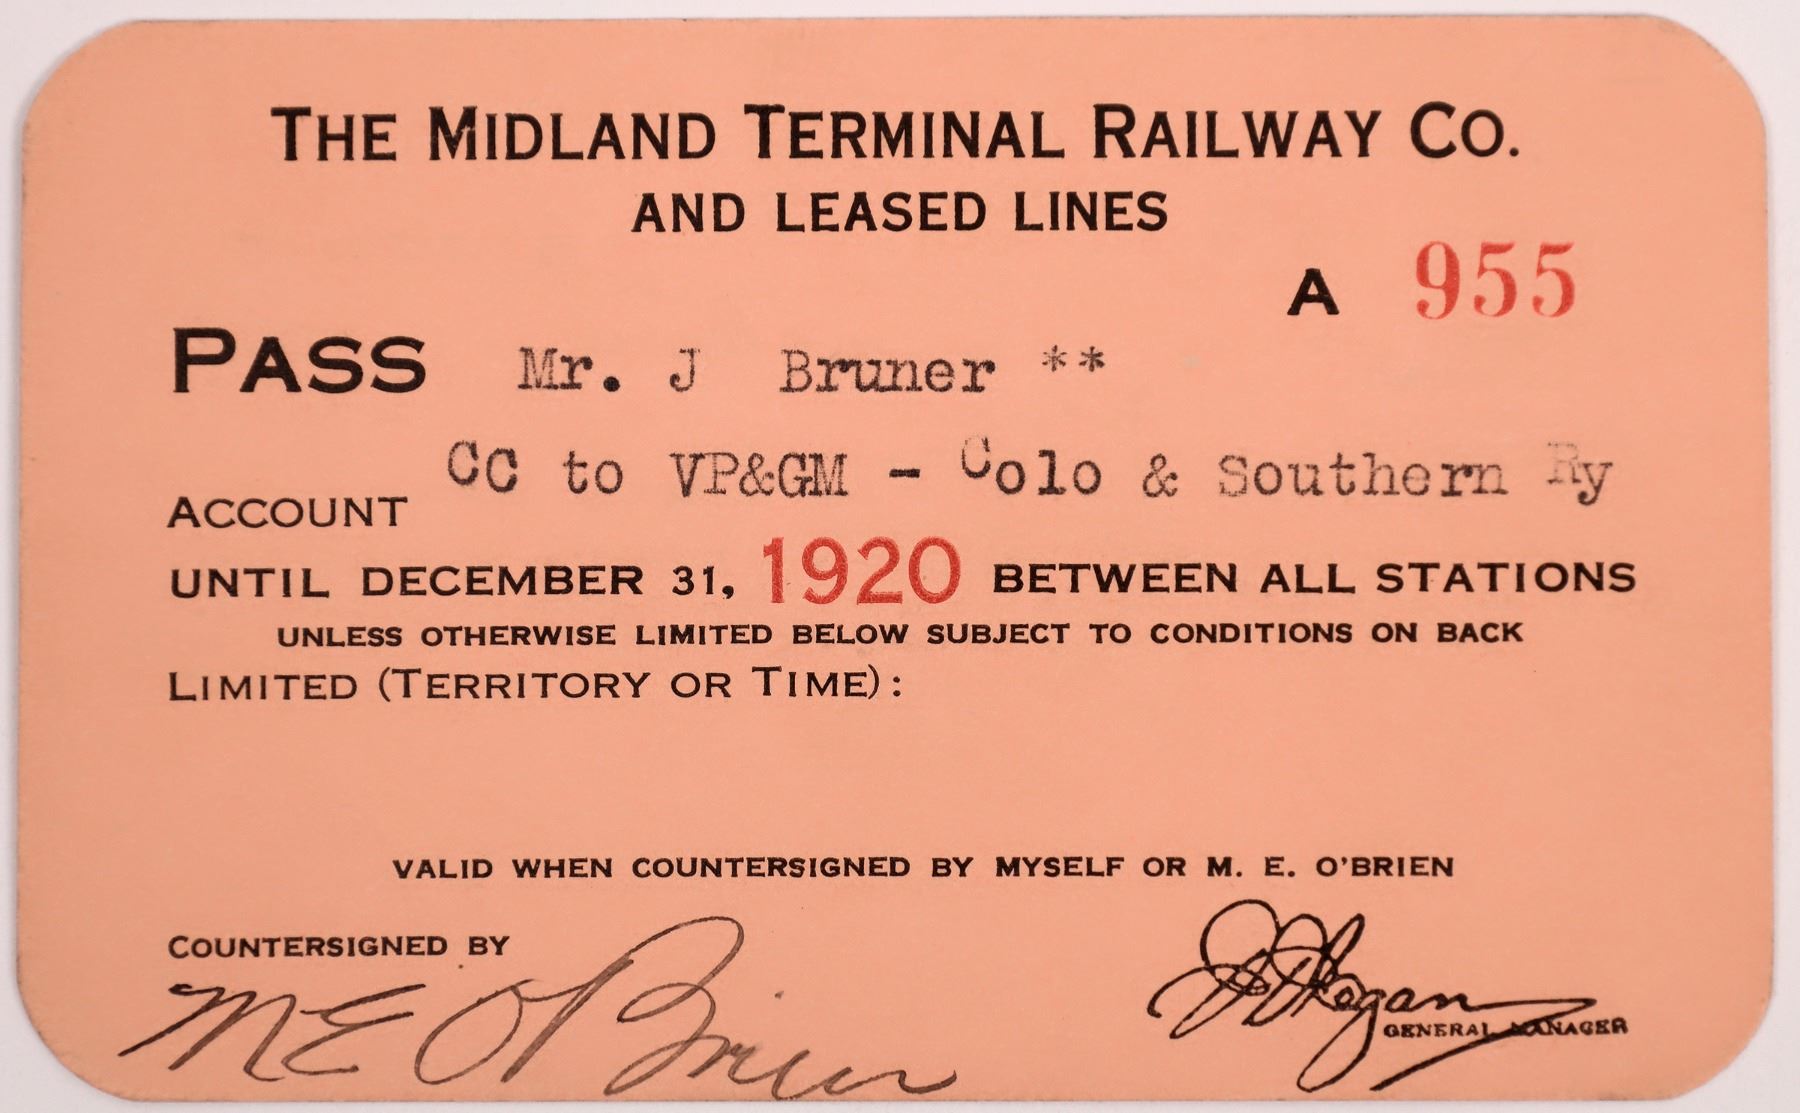 THE MIDLAND TERMINAL RAILWAY CO.
AND LEASED LINES
A 955
PASS Mr. J Bruner **
CC to VP&GM - Colo & Southern Ry
ACCOUNT
UNTIL DECEMBER 31, 1920 BETWEEN ALL STATIONS
UNLESS OTHERWISE LIMITED BELOW SUBJECT TO CONDITIONS ON BACK
LIMITED (TERRITORY OR TIME):
VALID WHEN COUNTERSIGNED BY MYSELF OR M. E. O'BRIEN
COUNTERSIGNED BY
M E O'Brien
GENERAL MANAGER